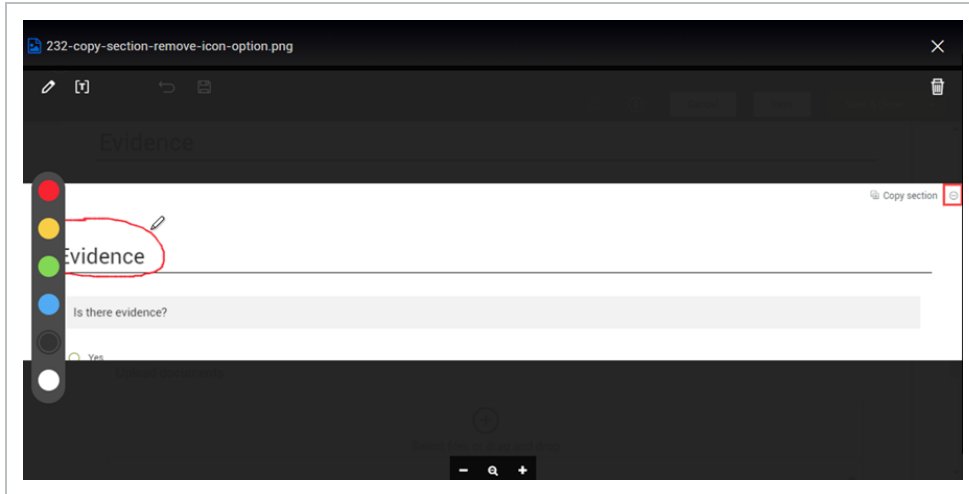 232-copy-section-remove-icon-option.png
[T]
Evidence
Copy section
Evidence
Is there evidence?
Yes